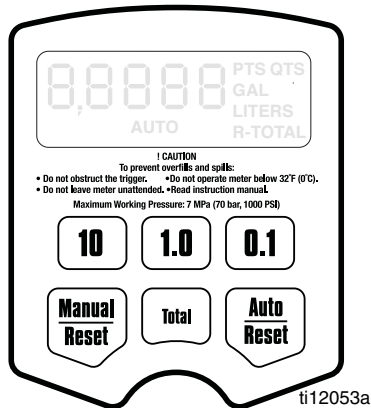 8,8888 PTS QTS
GAL
LITERS
AUTO R-TOTAL
! CAUTION
To prevent overfills and spills:
• Do not obstruct the trigger. •Do not operate meter below 32˚F (0˚C).
• Do not leave meter unattended. •Read instruction manual.
Maximum Working Pressure: 7 MPa (70 bar, 1000 PSI)
10 1.0 0.1
Manual
Reset
Total
Auto
Reset
ti12053a